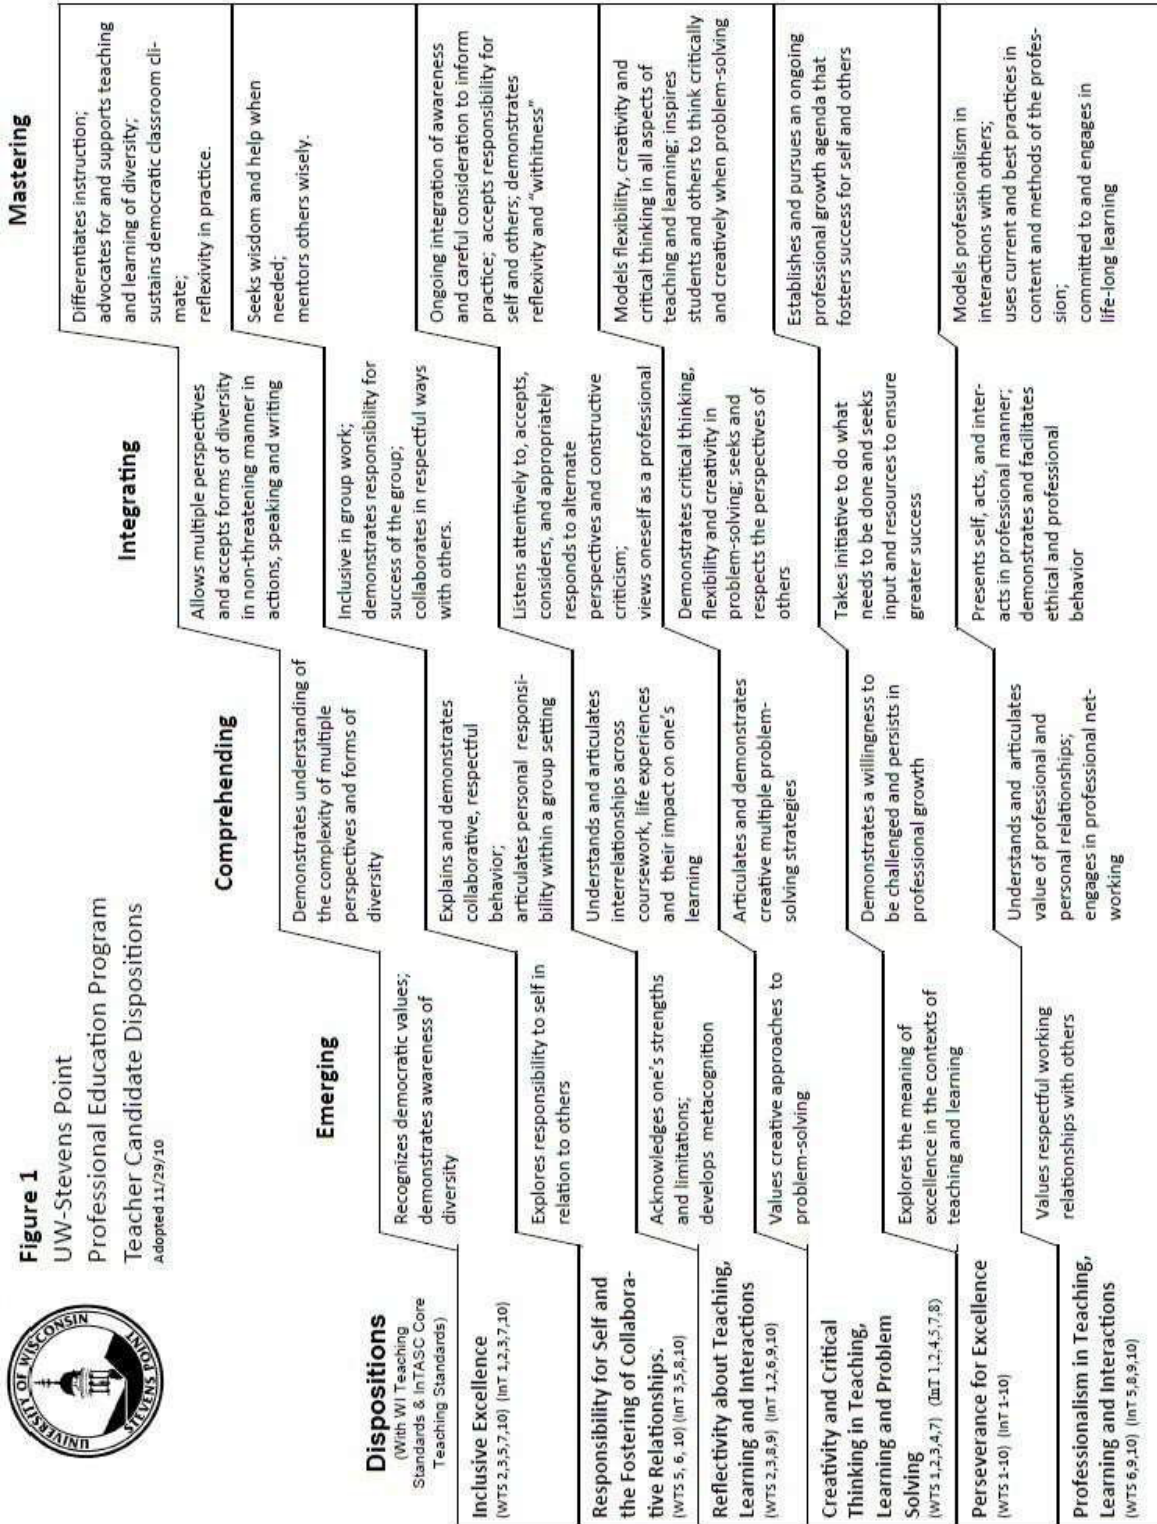 UNIVERSITY OF WISCONSIN
STEVENS POINT
Figure 1
UW-Stevens Point
Professional Education Program
Teacher Candidate Dispositions
Adopted 11/29/10
Dispositions
(With WI Teaching
Standards & InTASC Core
Teaching Standards)
Emerging
Comprehending
Integrating
Mastering
Inclusive Excellence
(WTS 2,3,5,7,10) (InT 1,2,3,7,10)
Recognizes democratic values;
demonstrates awareness of
diversity
Demonstrates understanding of
the complexity of multiple
perspectives and forms of
diversity
Allows multiple perspectives
and accepts forms of diversity
in non-threatening manner in
actions, speaking and writing
Differentiates instruction;
advocates for and supports teaching
and learning of diversity;
sustains democratic classroom cli-
mate;
reflexivity in practice.
Responsibility for Self and
the Fostering of Collabora-
tive Relationships.
(WTS 5, 6, 10) (InT 3,5,8,10)
Explores responsibility to self in
relation to others
Explains and demonstrates
collaborative, respectful
behavior;
articulates personal responsi-
bility within a group setting
Inclusive in group work;
demonstrates responsibility for
success of the group;
collaborates in respectful ways
with others.
Seeks wisdom and help when
needed;
mentors others wisely.
Reflectivity about Teaching,
Learning and Interactions
(WTS 2,3,8,9) (InT 1,2,6,9,10)
Acknowledges one's strengths
and limitations;
develops metacognition
Understands and articulates
interrelationships across
coursework, life experiences
and their impact on one's
learning
Listens attentively to, accepts,
considers, and appropriately
responds to alternate
perspectives and constructive
criticism;
views oneself as a professional
Ongoing integration of awareness
and careful consideration to inform
practice; accepts responsibility for
self and others; demonstrates
reflexivity and "withitness"
Creativity and Critical
Thinking in Teaching,
Learning and Problem
Solving
(WTS 1,2,3,4,7) (InT 1,2,4,5,7,8)
Values creative approaches to
problem-solving
Articulates and demonstrates
creative multiple problem-
solving strategies
Demonstrates critical thinking,
flexibility and creativity in
problem-solving; seeks and
respects the perspectives of
others
Models flexibility, creativity and
critical thinking in all aspects of
teaching and learning; inspires
students and others to think critically
and creatively when problem-solving
Perseverance for Excellence
(WTS 1-10) (InT 1-10)
Explores the meaning of
excellence in the contexts of
teaching and learning
Demonstrates a willingness to
be challenged and persists in
professional growth
Takes initiative to do what
needs to be done and seeks
input and resources to ensure
greater success
Establishes and pursues an ongoing
professional growth agenda that
fosters success for self and others
Professionalism in Teaching,
Learning and Interactions
(WTS 6,9,10) (InT 5,8,9,10)
Values respectful working
relationships with others
Understands and articulates
value of professional and
personal relationships;
engages in professional net-
working
Presents self, acts, and inter-
acts in professional manner;
demonstrates and facilitates
ethical and professional
behavior
Models professionalism in
interactions with others;
uses current and best practices in
content and methods of the profes-
sion;
committed to and engages in
life-long learning